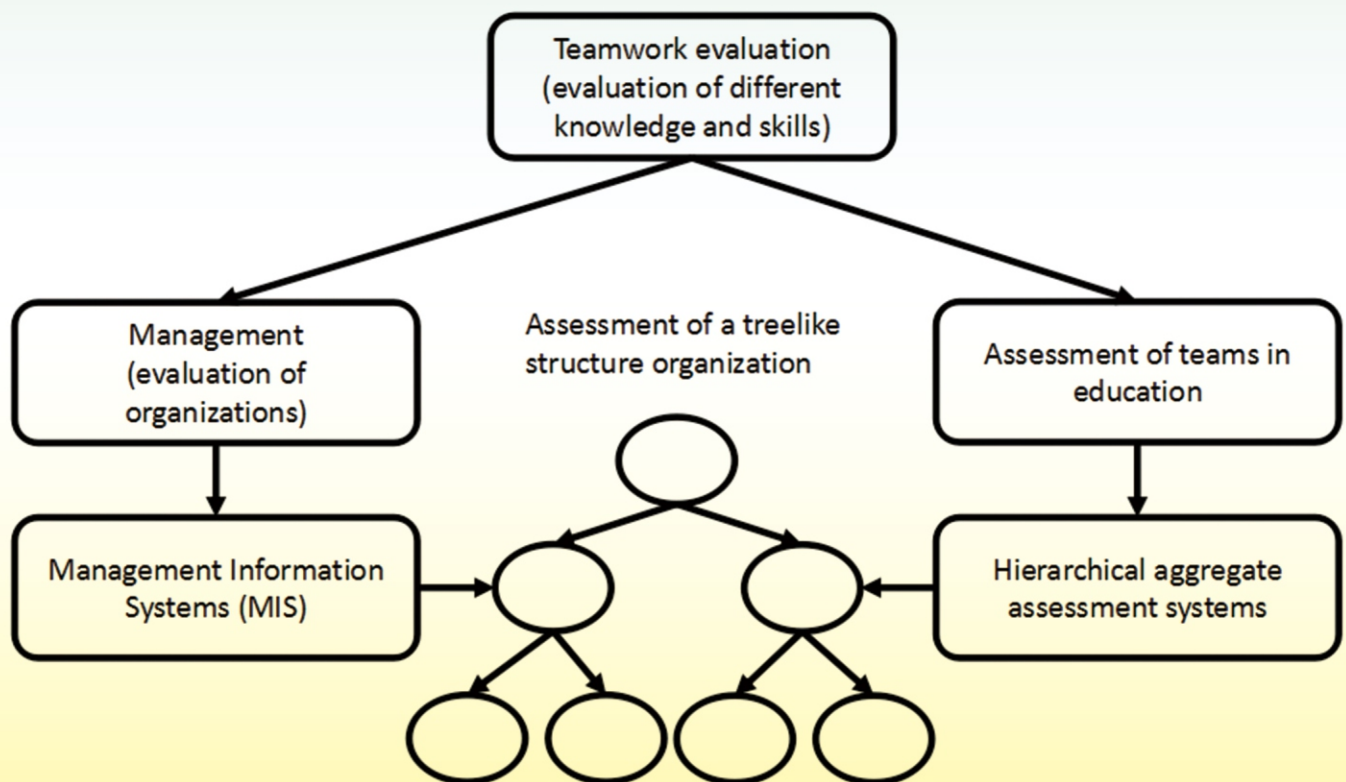 Teamwork evaluation
(evaluation of different
knowledge and skills)
Management
(evaluation of
organizations)
Assessment of a treelike
structure organization
Assessment of teams in
education
Management Information
Systems (MIS)
Hierarchical aggregate
assessment systems